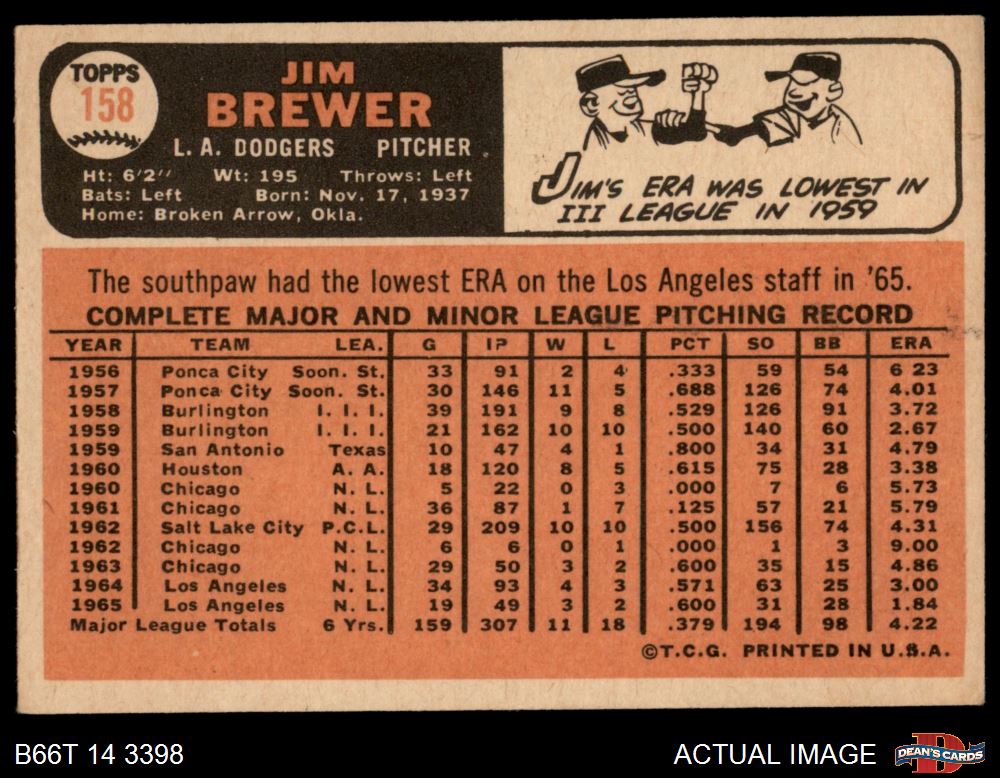 TOPPS
158
JIM
BREWER
L. A. DODGERS PITCHER
Ht: 6'2" Wt: 195 Throws: Left
Bats: Left Born: Nov. 17, 1937
Home: Broken Arrow, Okla.
JIM'S ERA WAS LOWEST IN
III LEAGUE IN 1959
The southpaw had the lowest ERA on the Los Angeles staff in '65.
COMPLETE MAJOR AND MINOR LEAGUE PITCHING RECORD
YEAR TEAM LEA. G IP W L PCT SO BB ERA
1956 Ponca City Soon. St. 33 91 2 4 .333 59 54 6 23
1957 Ponca City Soon. St. 30 146 11 5 .688 126 74 4.01
1958 Burlington I. I. I. 39 191 9 8 .529 126 91 3.72
1959 Burlington I. I. I. 21 162 10 10 .500 140 60 2.67
1959 San Antonio Texas 10 47 4 1 .800 34 31 4.79
1960 Houston A. A. 18 120 8 5 .615 75 28 3.38
1960 Chicago N. L. 5 22 0 3 .000 7 6 5.73
1961 Chicago N. L. 36 87 1 7 .125 57 21 5.79
1962 Salt Lake City P.C.L. 29 209 10 10 .500 156 74 4.31
1962 Chicago N. L. 6 6 0 1 .000 1 3 9.00
1963 Chicago N. L. 29 50 3 2 .600 35 15 4.86
1964 Los Angeles N. L. 34 93 4 3 .571 63 25 3.00
1965 Los Angeles N. L. 19 49 3 2 .600 31 28 1.84
Major League Totals 6 Yrs. 159 307 11 18 .379 194 98 4.22
©T.C.G. PRINTED IN U.S.A.
B66T 14 3398
ACTUAL IMAGE
DEAN'S CARDS